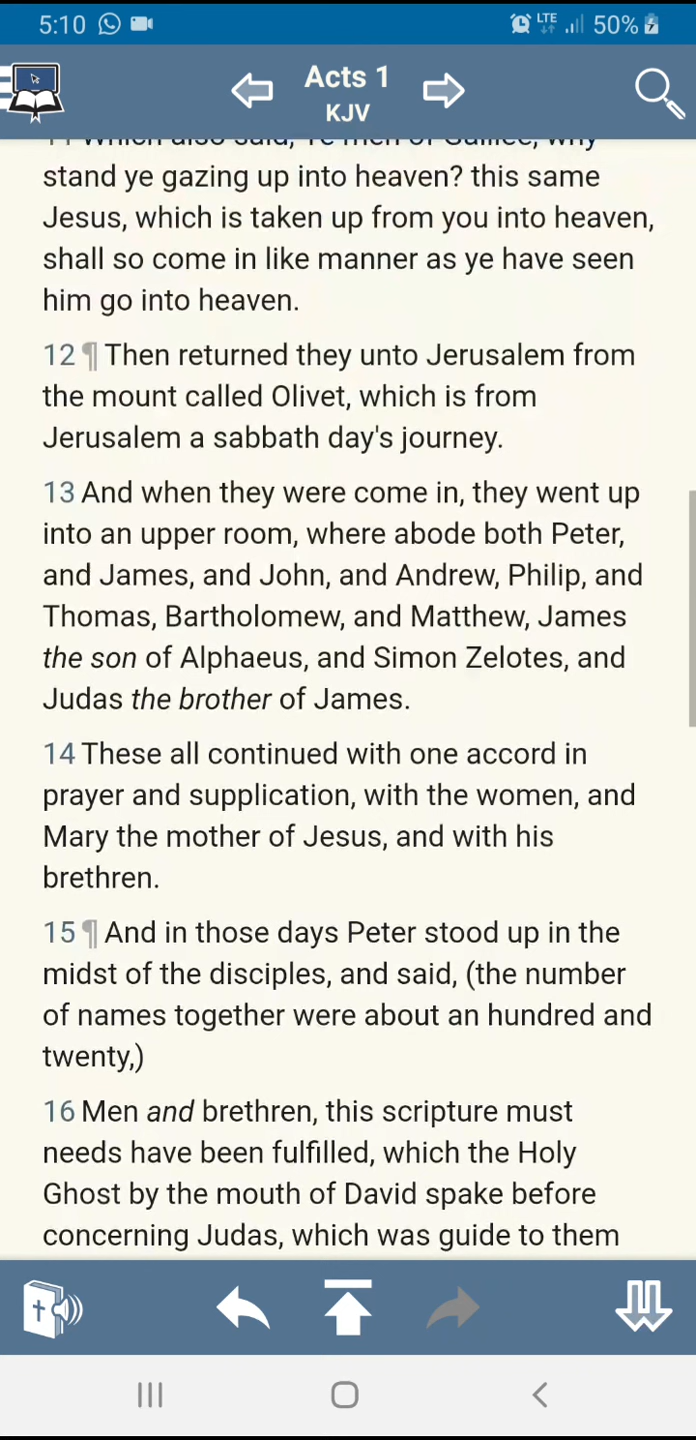 5:10 LTE 50%
Acts 1
KJV
11 Which also said, Ye men of Galilee, why
stand ye gazing up into heaven? this same
Jesus, which is taken up from you into heaven,
shall so come in like manner as ye have seen
him go into heaven.
12 ¶ Then returned they unto Jerusalem from
the mount called Olivet, which is from
Jerusalem a sabbath day's journey.
13 And when they were come in, they went up
into an upper room, where abode both Peter,
and James, and John, and Andrew, Philip, and
Thomas, Bartholomew, and Matthew, James
the son of Alphaeus, and Simon Zelotes, and
Judas the brother of James.
14 These all continued with one accord in
prayer and supplication, with the women, and
Mary the mother of Jesus, and with his
brethren.
15 ¶ And in those days Peter stood up in the
midst of the disciples, and said, (the number
of names together were about an hundred and
twenty,)
16 Men and brethren, this scripture must
needs have been fulfilled, which the Holy
Ghost by the mouth of David spake before
concerning Judas, which was guide to them